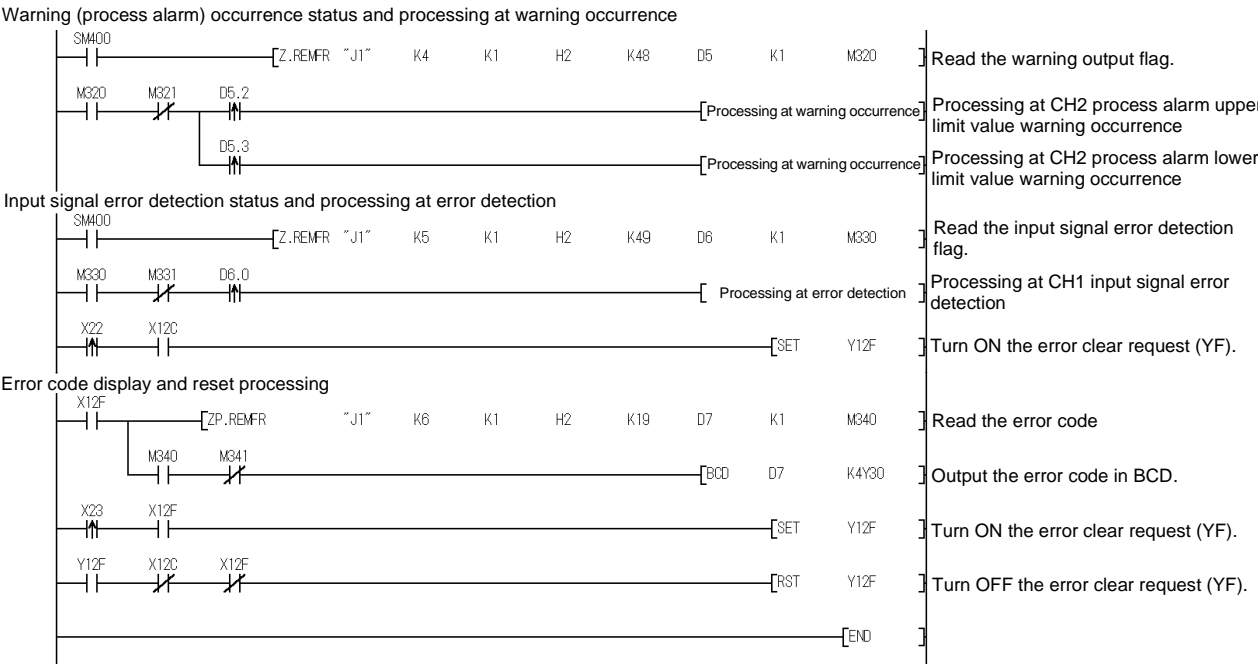 Warning (process alarm) occurrence status and processing at warning occurrence
SM400
Z.REMFR "J1" K4 K1 H2 K48 D5 K1 M320 Read the warning output flag.
M320 M321 D5.2
Processing at warning occurrence Processing at CH2 process alarm upper
limit value warning occurrence
D5.3
Processing at warning occurrence Processing at CH2 process alarm lower
limit value warning occurrence
Input signal error detection status and processing at error detection
SM400
Z.REMFR "J1" K5 K1 H2 K49 D6 K1 M330 Read the input signal error detection
flag.
M330 M331 D6.0
Processing at error detection Processing at CH1 input signal error
detection
X22 X12C
SET Y12F Turn ON the error clear request (YF).
Error code display and reset processing
X12F
ZP.REMFR "J1" K6 K1 H2 K19 D7 K1 M340 Read the error code
M340 M341
BCD D7 K4Y30 Output the error code in BCD.
X23 X12F
SET Y12F Turn ON the error clear request (YF).
Y12F X12C X12F
RST Y12F Turn OFF the error clear request (YF).
END